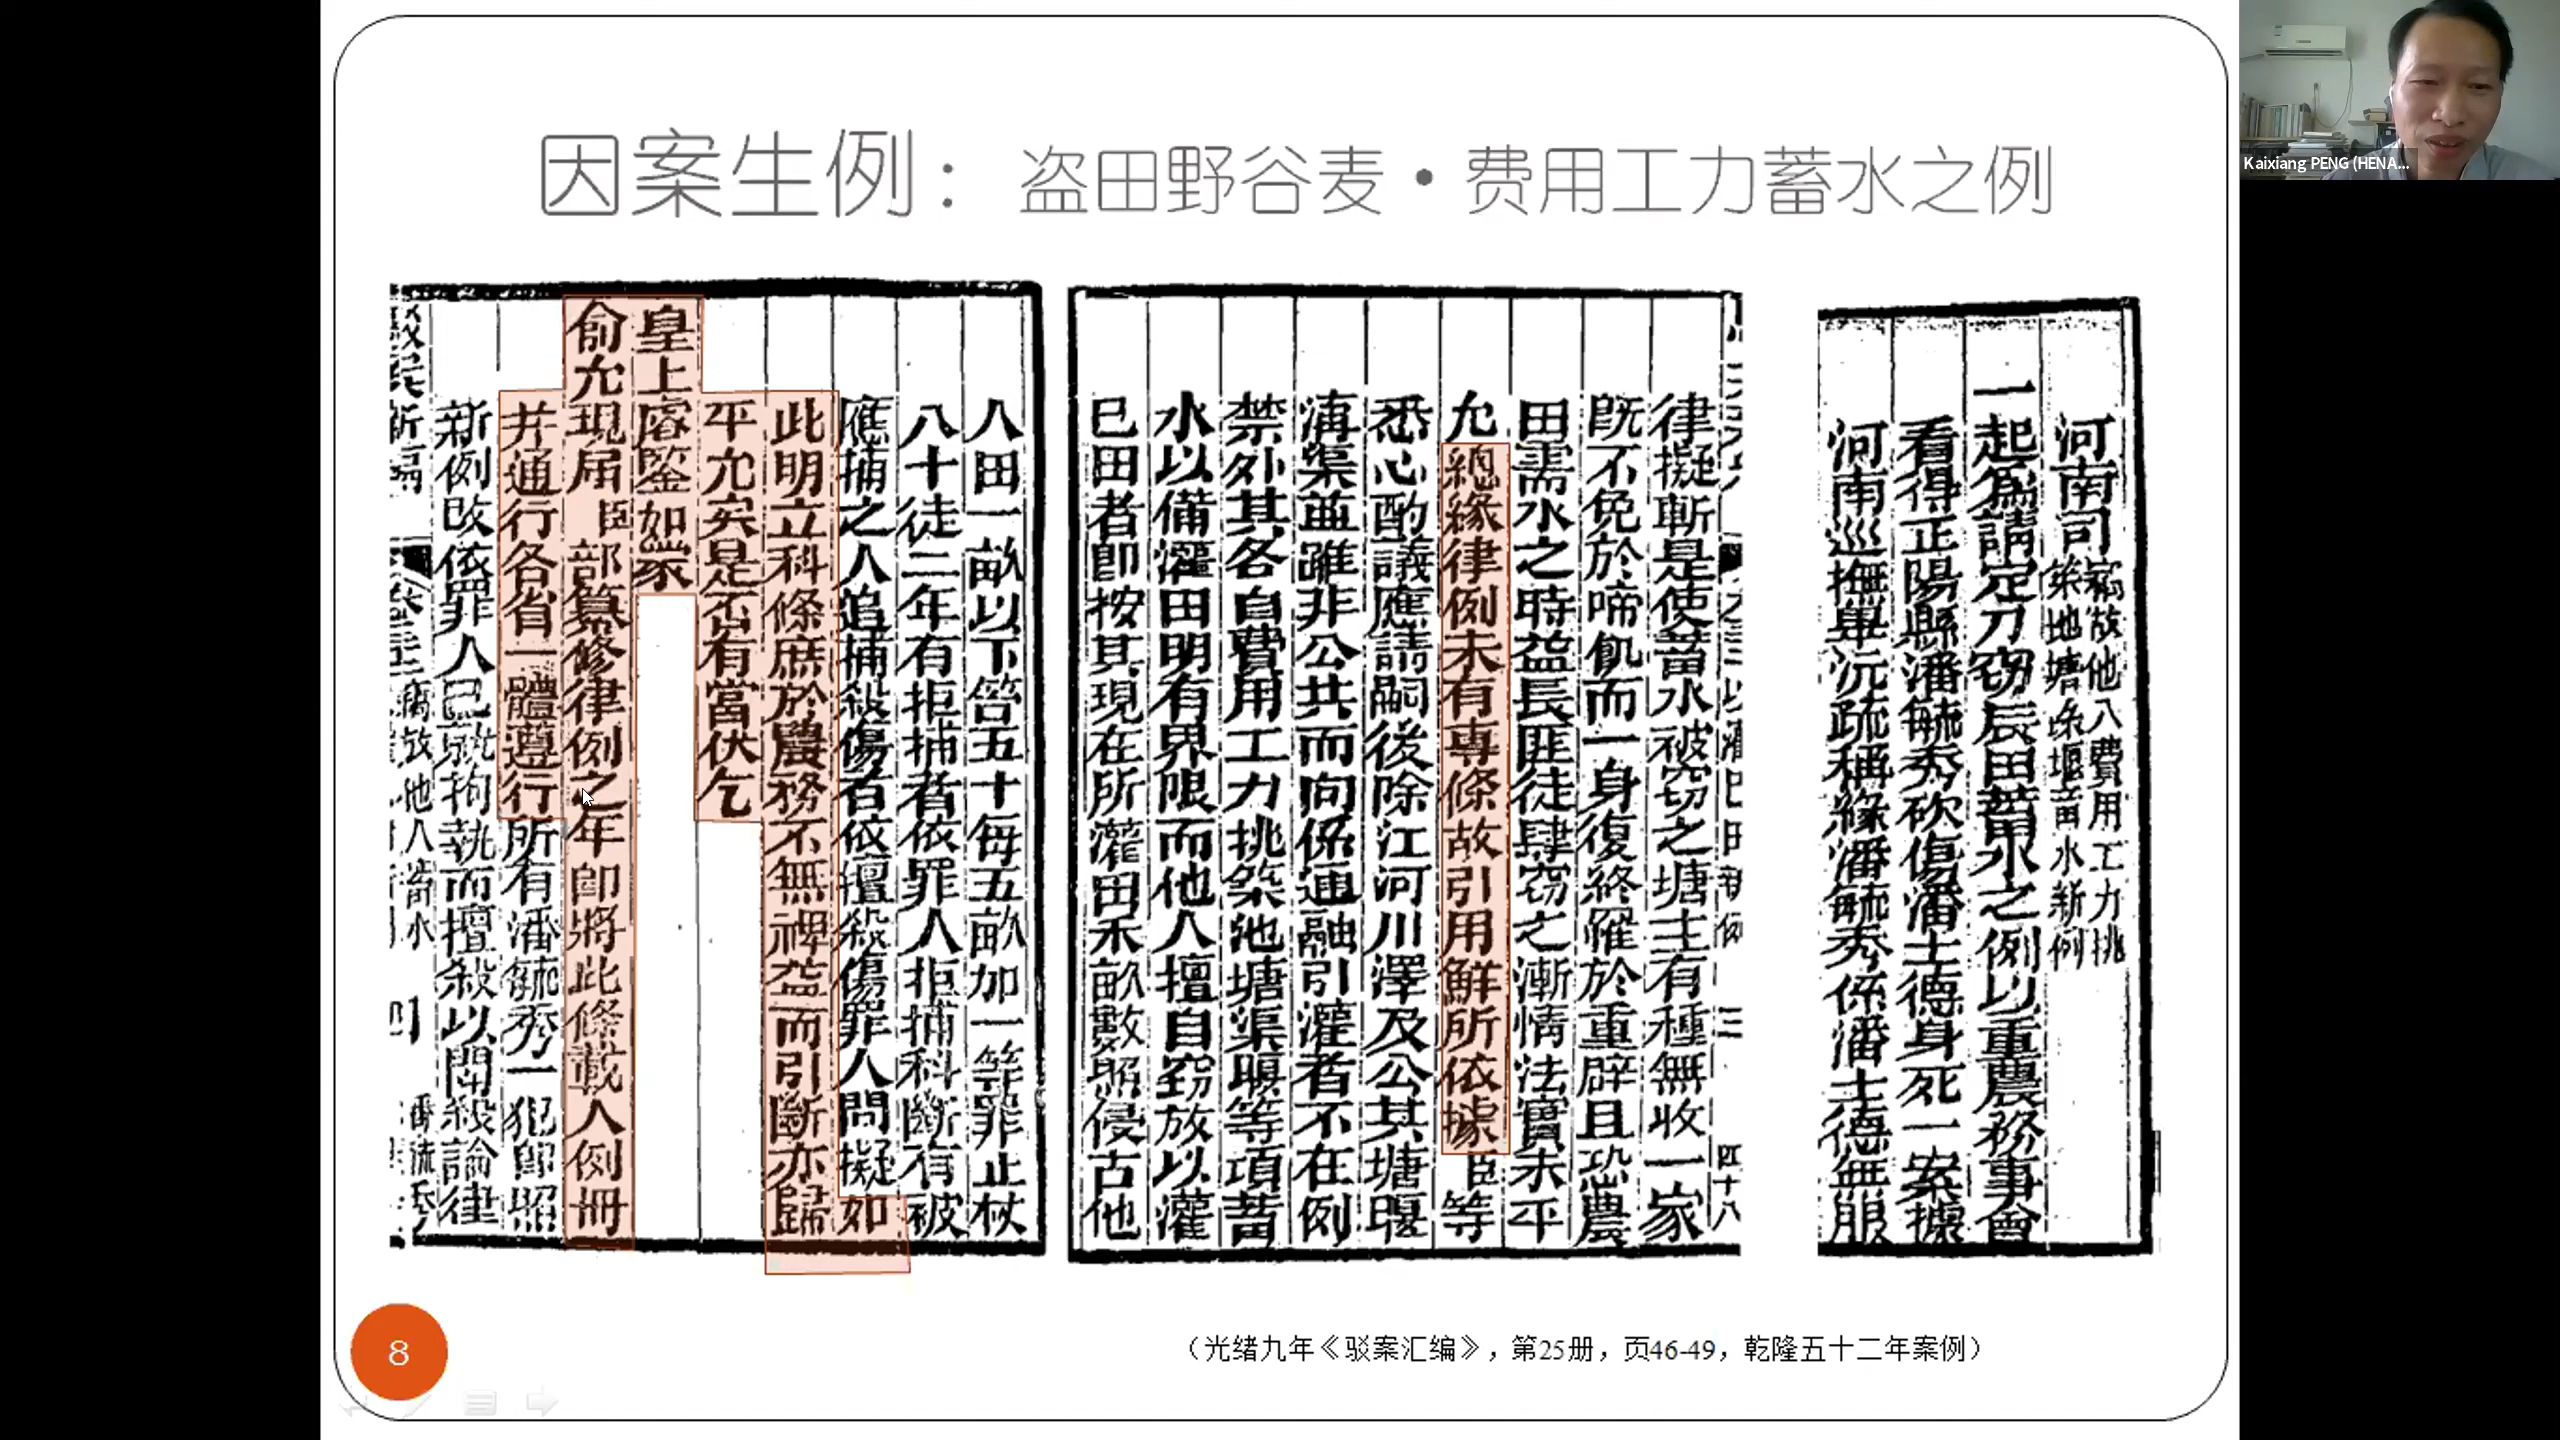 因案生例：盗田野谷麦•费用工力蓄水之例
Kaixiang PENG (HENA...
河南司
竊放他人費用工力挑
築池塘渠堰蓄水新例
一起為請定刀窃辰田蓄水之例以重農務事會
看得正陽縣潘毓秀砍傷潘士德身死一案據
河南巡撫畢沅疏稱緣潘毓秀係潘士德無服
律擬斬是使蓄水被窃之塘主有種無收一家
既不免於啼飢而一身復終罹於重辟且恐農
田需水之時益長匪徒肆窃之漸情法實未平
允總緣律例未有專條故引用鮮所依據臣等
悉心酌議應請嗣後除江河川澤及公共塘堰
溝渠並雖非公共而向係通融引灌者不在例
禁外其各自費用工力挑築池塘渠堰等項蓄
水以備灌田明有界限而他人擅自窃放以灌
已田者即按其現在所灌田禾畝數照侵占他
人田一畝以下笞五十每五畝加一等罪止杖
八十徒二年有拒捕者依罪人拒捕科斷有被
應捕之人追捕殺傷者依擅殺傷罪人問擬如
此明立科條庶於農務不無裨益而引斷亦歸
平允矣是否有當伏乞
皇上睿鑒如蒙
俞允現届臣部纂修律例之年即將此條載入例冊
并通行各省一體遵行所有潘毓秀一犯即照
新例改依罪人已就拘執而擅殺以鬪殺論律
8
（光绪九年《驳案汇编》，第25册，页46-49，乾隆五十二年案例）